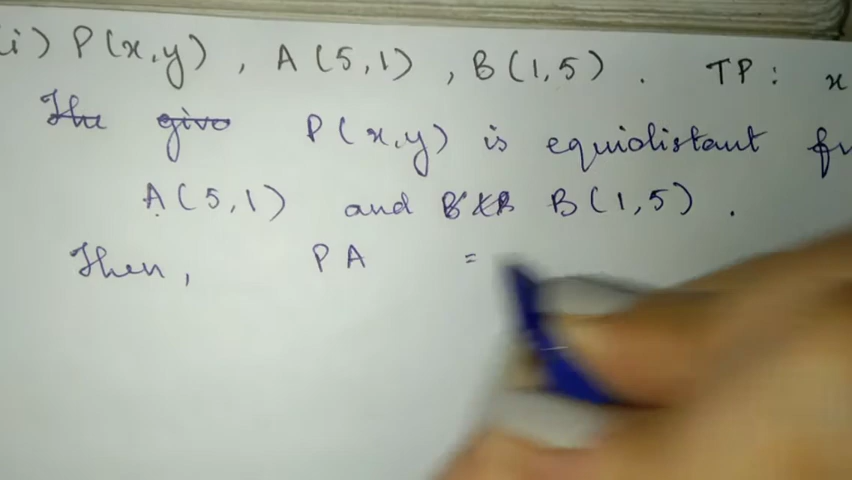 i) P(x,y), A(5,1), B(1,5). TP: x
The give P(x,y) is equidistant
A(5,1) and B(1,5).
Then, PA =